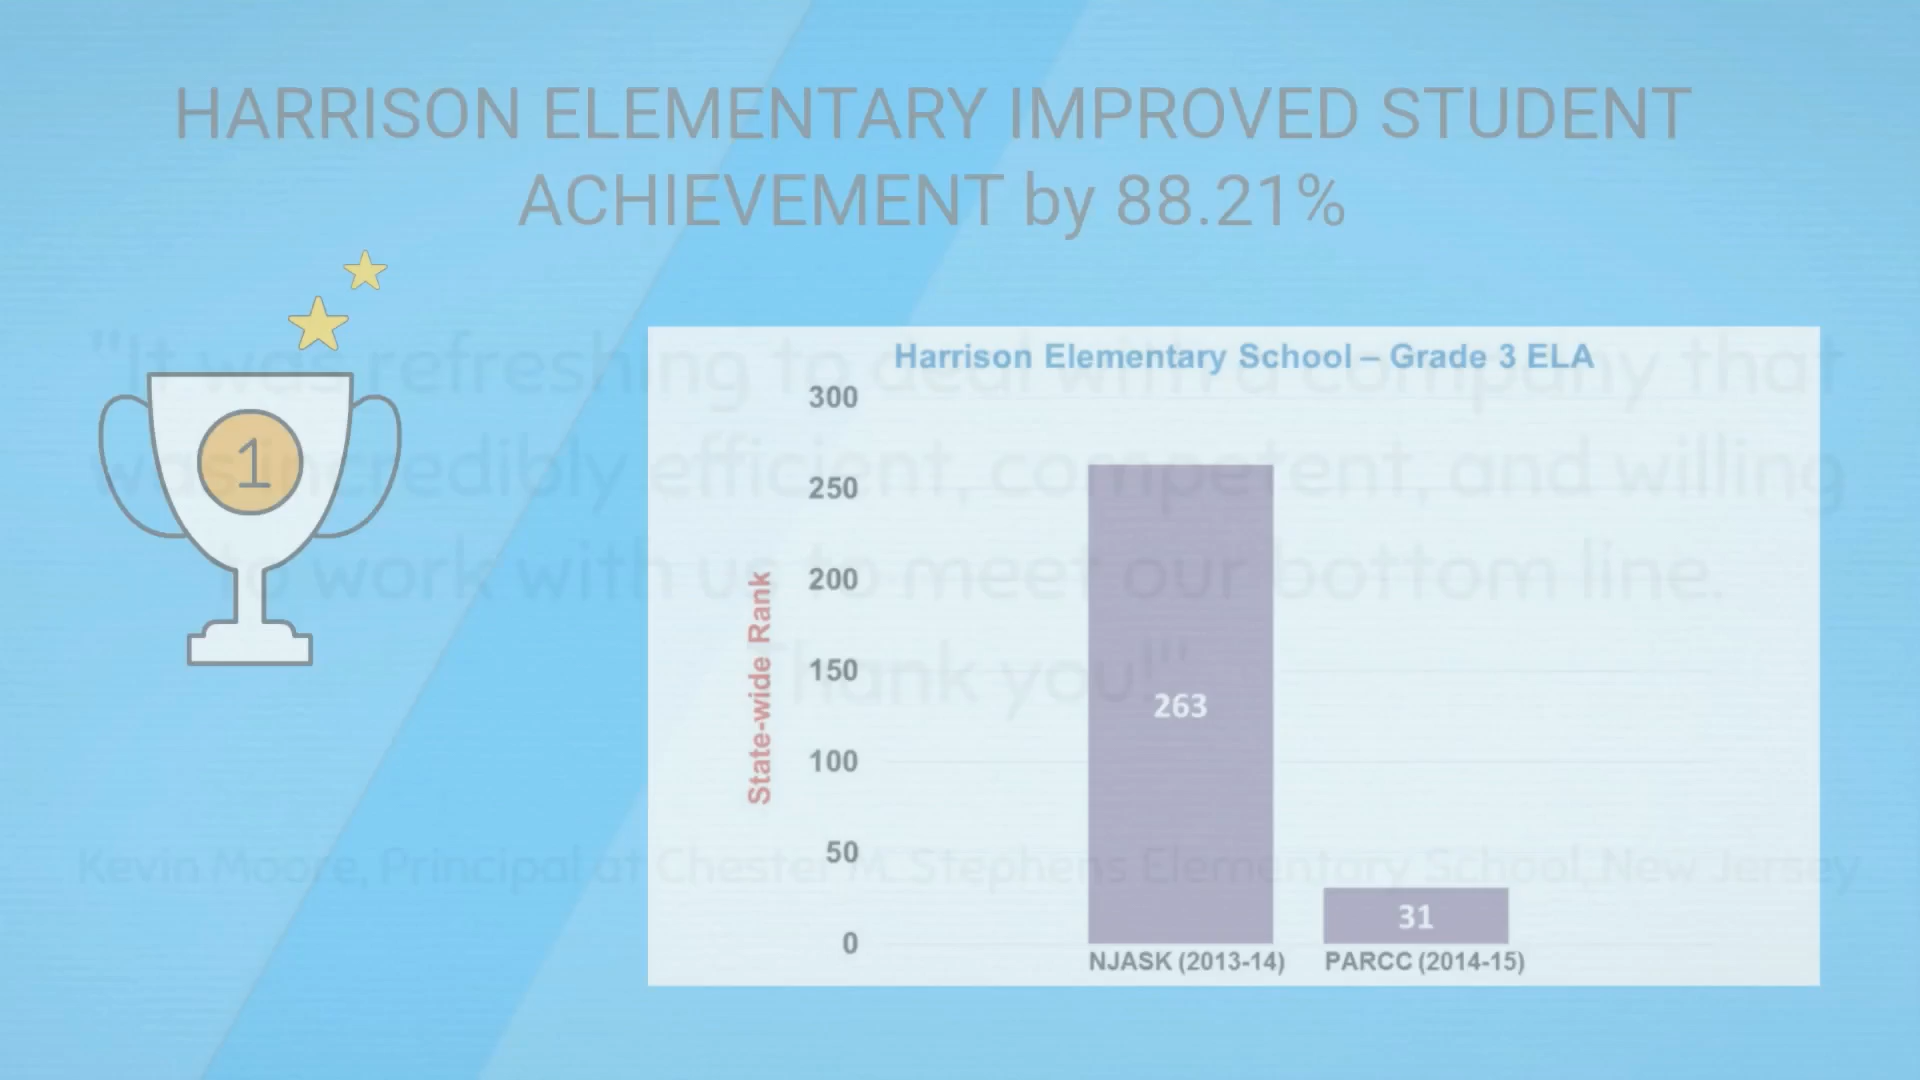 HARRISON ELEMENTARY IMPROVED STUDENT
ACHIEVEMENT by 88.21%
1
"It was refreshing to deal with a company that
was incredibly efficient, competent, and willing
to work with us to meet our bottom line.
Thank you!"
Kevin Moore, Principal at Chester M. Stephens Elementary School, New Jersey
Harrison Elementary School – Grade 3 ELA
State-wide Rank
300
250
200
150
100
50
0
263
31
NJASK (2013-14) PARCC (2014-15)